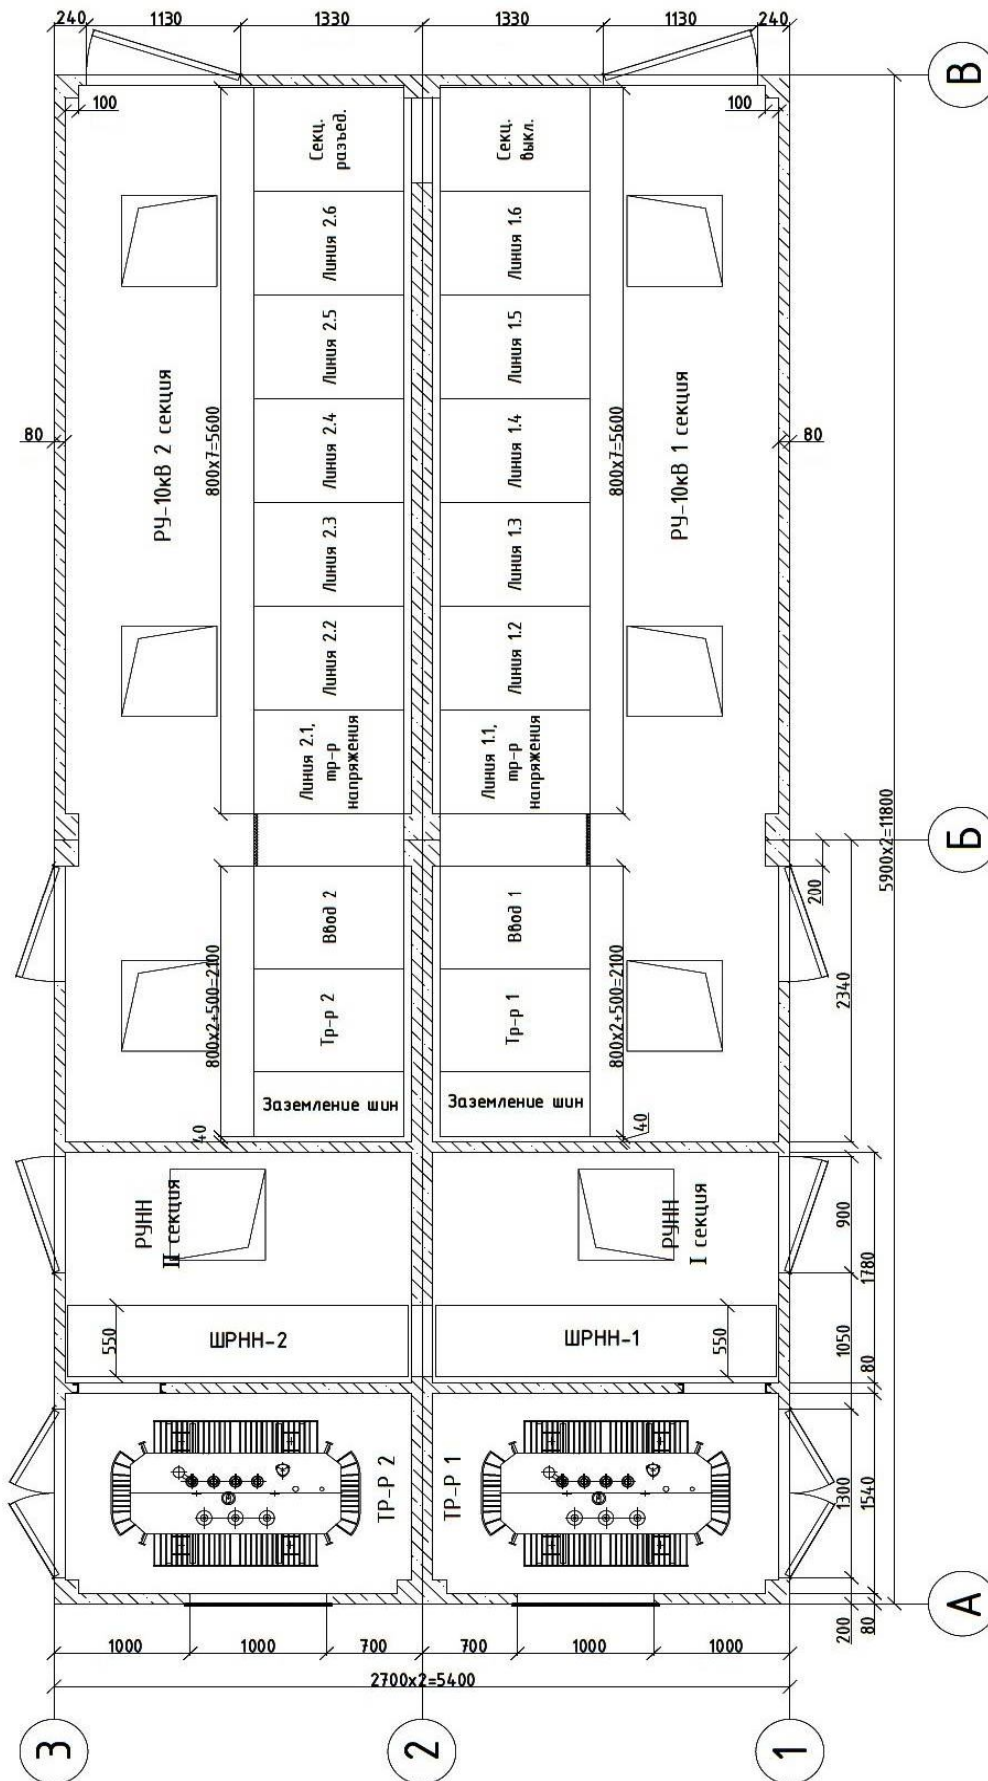 240
1130
1330
1330
1130
240
В
100
100
Секц.
разъед.
Секц.
выкл.
Линия 2.6
Линия 1.6
Линия 2.5
Линия 1.5
РУ-10кВ 2 секция
800x7=5600
Линия 2.4
Линия 1.4
800x7=5600
РУ-10кВ 1 секция
80
80
Линия 2.3
Линия 1.3
Линия 2.2
Линия 1.2
Линия 2.1,
тр-р
напряжения
Линия 1.1,
тр-р
напряжения
5900x2=11800
Б
200
Ввод 2
Ввод 1
800x2+500=2100
800x2+500=2100
2340
Тр-р 2
Тр-р 1
Заземление шин
Заземление шин
40
40
РУНН
II секция
РУНН
I секция
900
1780
550
ШРНН-2
ШРНН-1
550
1050
80
ТР-Р 2
ТР-Р 1
1300
1540
А
200
80
1000
1000
700
700
1000
1000
2700x2=5400
3
2
1